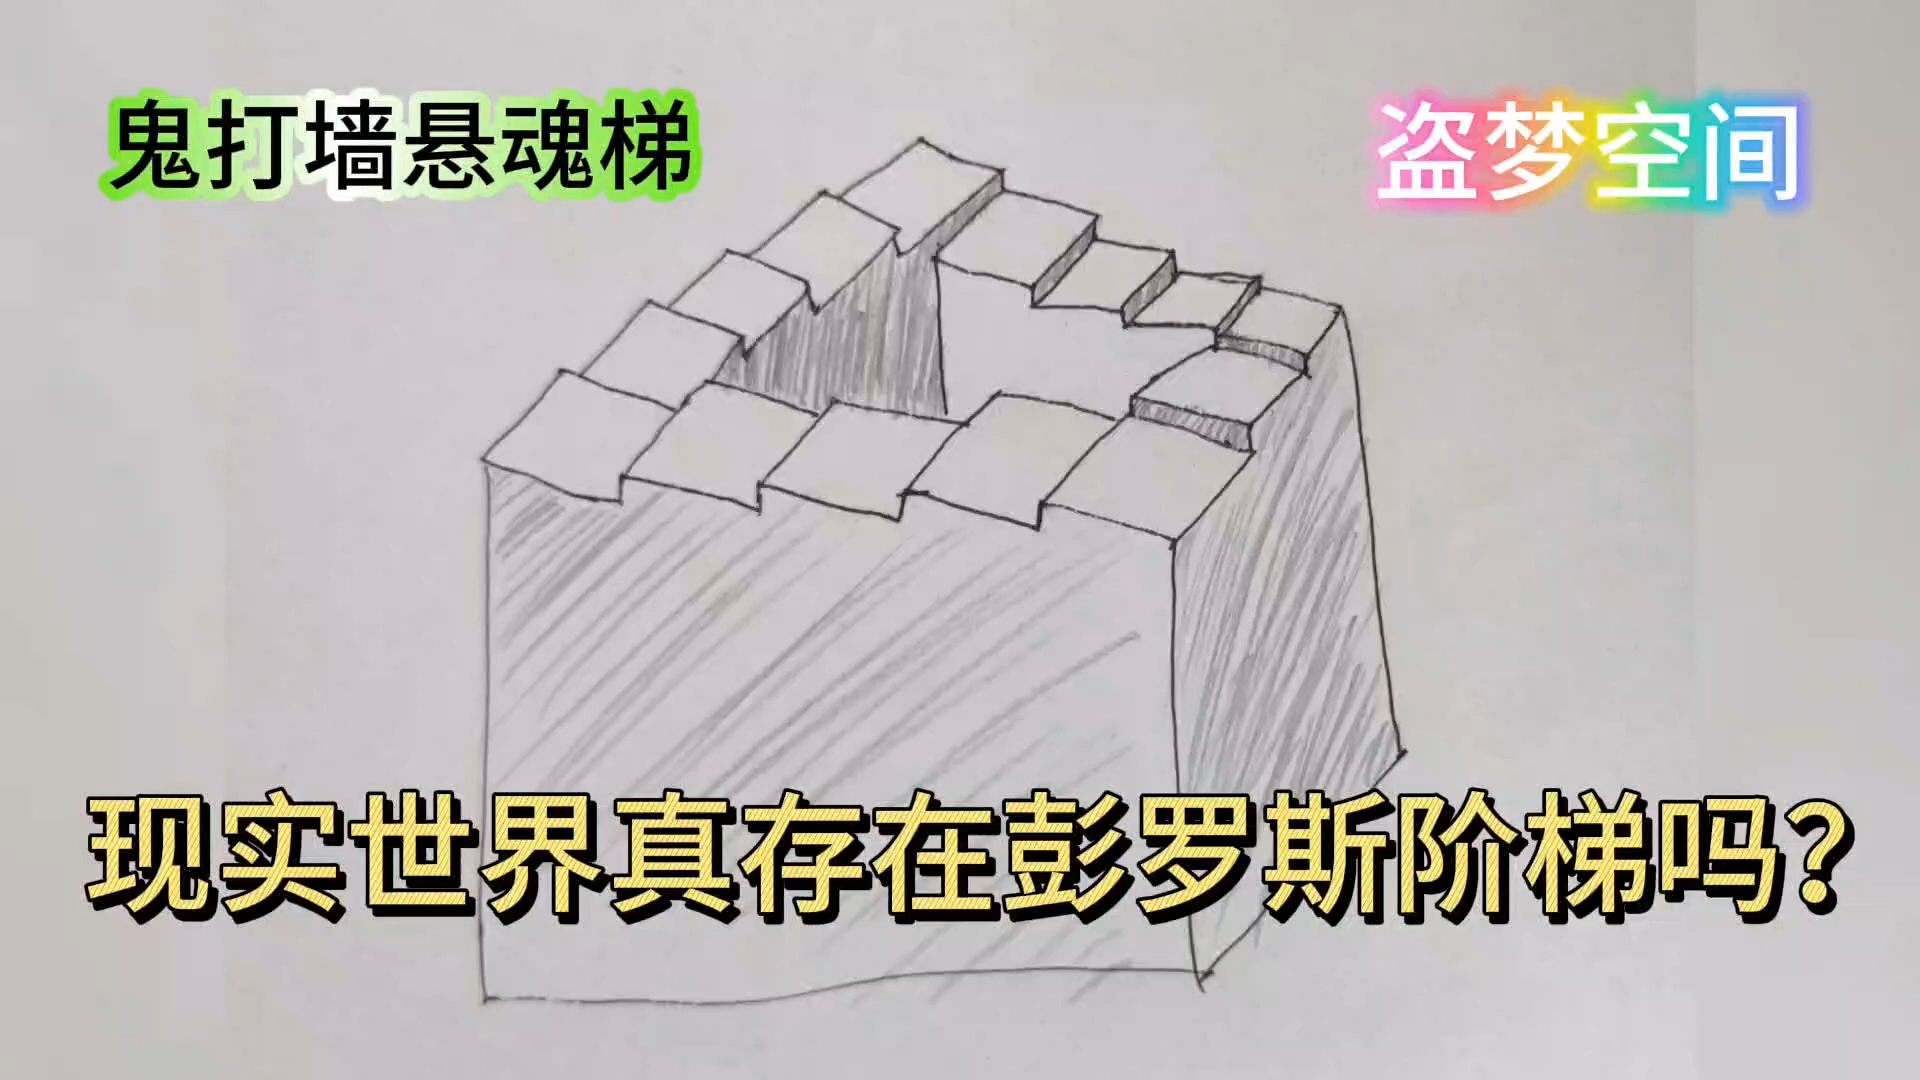 鬼打墙悬魂梯
盗梦空间
现实世界真存在彭罗斯阶梯吗？